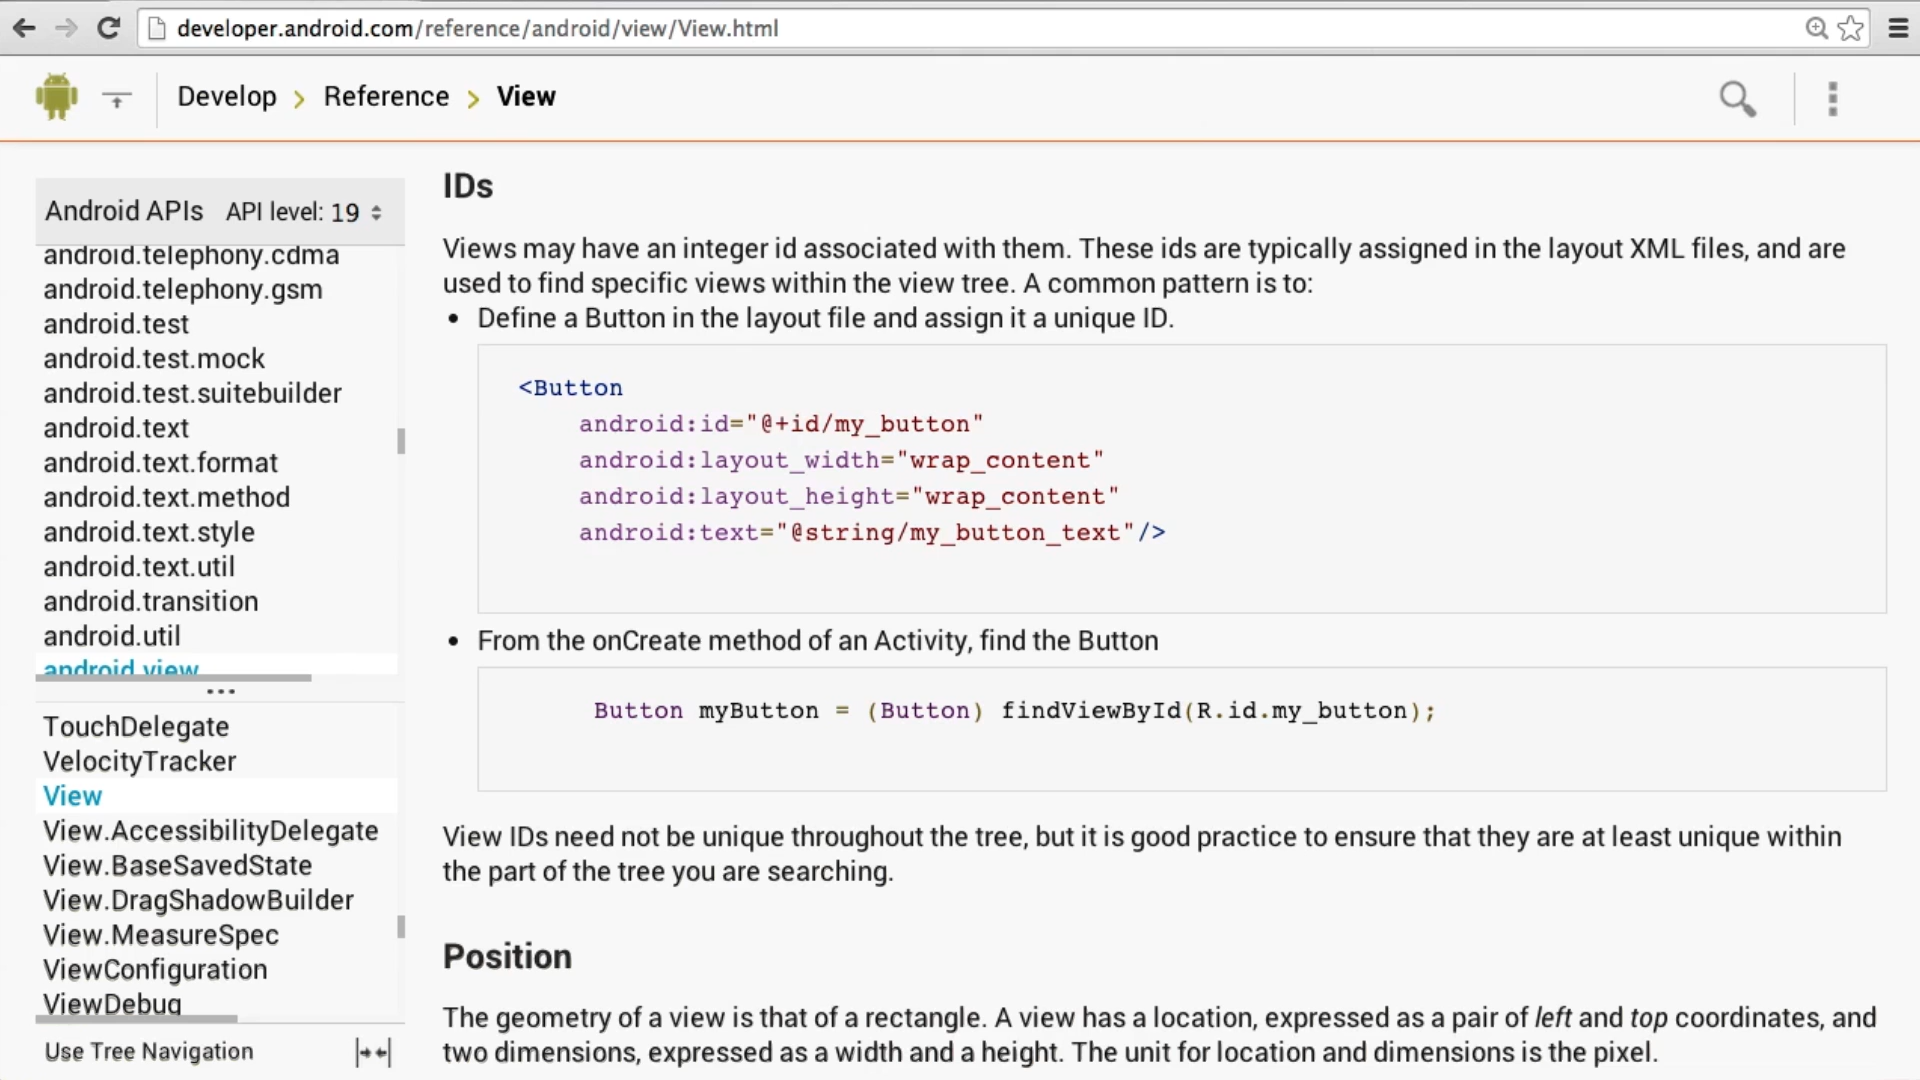 developer.android.com/reference/android/view/View.html
Develop > Reference > View
Android APIs API level: 19
android.telephony.cdma
android.telephony.gsm
android.test
android.test.mock
android.test.suitebuilder
android.text
android.text.format
android.text.method
android.text.style
android.text.util
android.transition
android.util
android.view
TouchDelegate
VelocityTracker
View
View.AccessibilityDelegate
View.BaseSavedState
View.DragShadowBuilder
View.MeasureSpec
ViewConfiguration
ViewDebug
Use Tree Navigation
IDs
Views may have an integer id associated with them. These ids are typically assigned in the layout XML files, and are
used to find specific views within the view tree. A common pattern is to:
• Define a Button in the layout file and assign it a unique ID.
<Button
android:id="@+id/my_button"
android:layout_width="wrap_content"
android:layout_height="wrap_content"
android:text="@string/my_button_text"/>
• From the onCreate method of an Activity, find the Button
Button myButton = (Button) findViewById(R.id.my_button);
View IDs need not be unique throughout the tree, but it is good practice to ensure that they are at least unique within
the part of the tree you are searching.
Position
The geometry of a view is that of a rectangle. A view has a location, expressed as a pair of left and top coordinates, and
two dimensions, expressed as a width and a height. The unit for location and dimensions is the pixel.